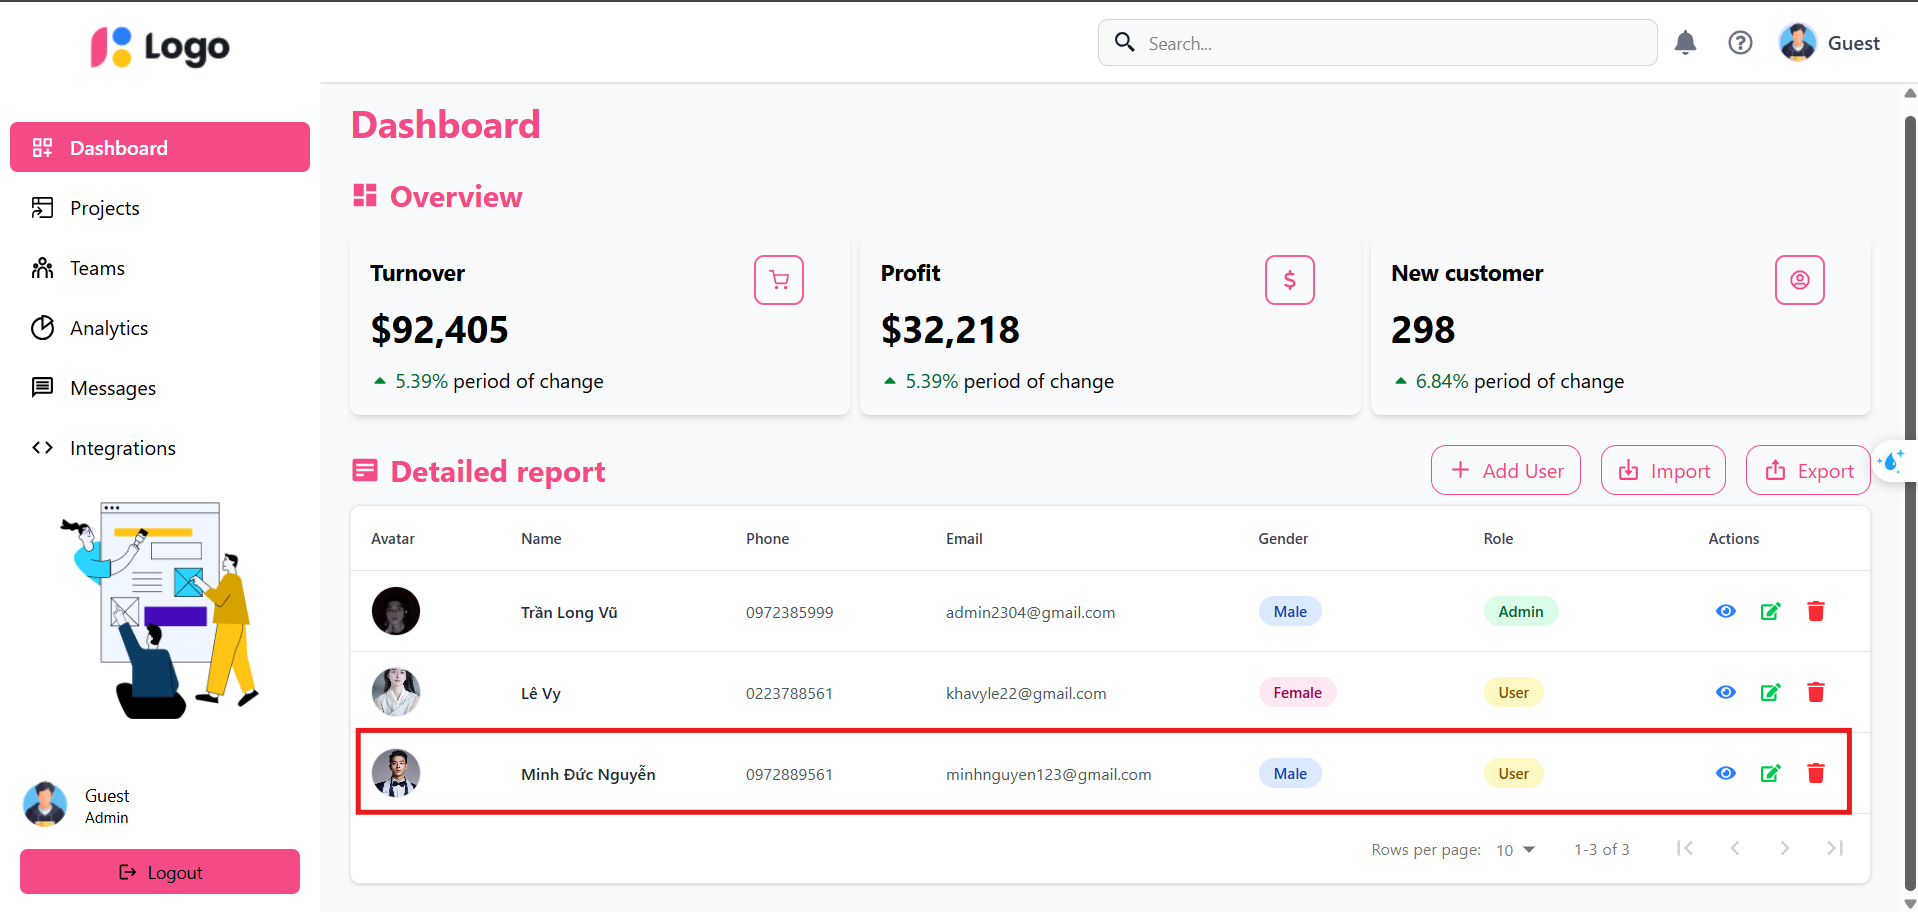 Logo
Search...
Guest
Dashboard
Projects
Teams
Analytics
Messages
Integrations
Guest
Admin
Logout
Dashboard
Overview
Turnover
$92,405
5.39% period of change
Profit
$
$32,218
5.39% period of change
New customer
298
6.84% period of change
Detailed report
Add User
Import
Export
Avatar Name Phone Email Gender Role Actions
Trần Long Vũ 0972385999 admin2304@gmail.com Male Admin
Lê Vy 0223788561 khavyle22@gmail.com Female User
Minh Đức Nguyễn 0972889561 minhnguyen123@gmail.com Male User
Rows per page: 10 1-3 of 3